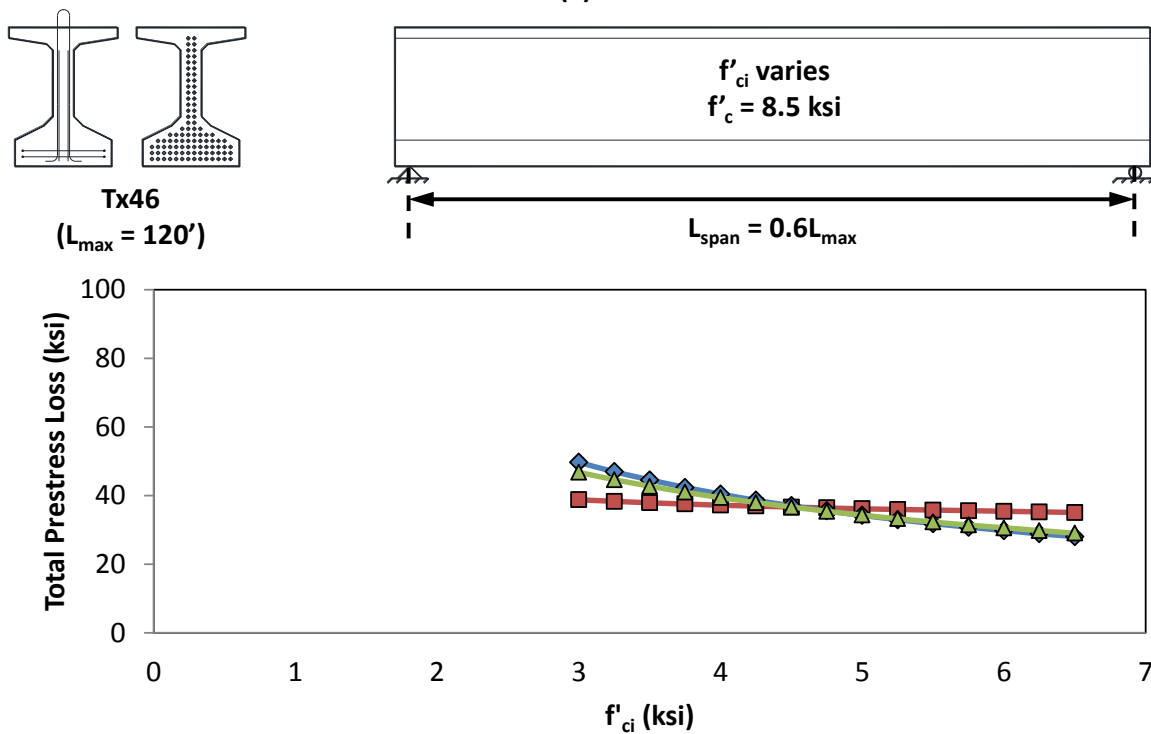 f'ci varies
f'c = 8.5 ksi
Tx46
(Lmax = 120')
Lspan = 0.6Lmax
Total Prestress Loss (ksi)
100
80
60
40
20
0
0 1 2 3 4 5 6 7
f'ci (ksi)